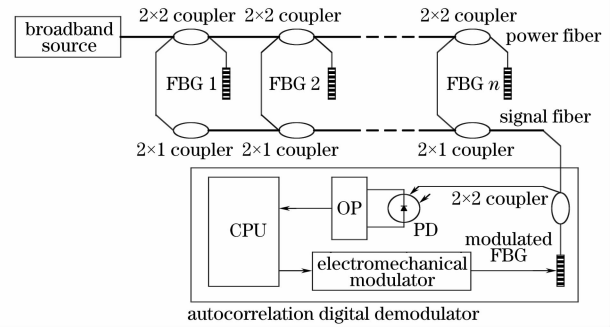 2×2 coupler 2×2 coupler 2×2 coupler
broadband
source
power fiber
FBG 1 FBG 2 FBG n
signal fiber
2×1 coupler 2×1 coupler 2×1 coupler
2×2 coupler
CPU
OP
PD
modulated
FBG
electromechanical
modulator
autocorrelation digital demodulator